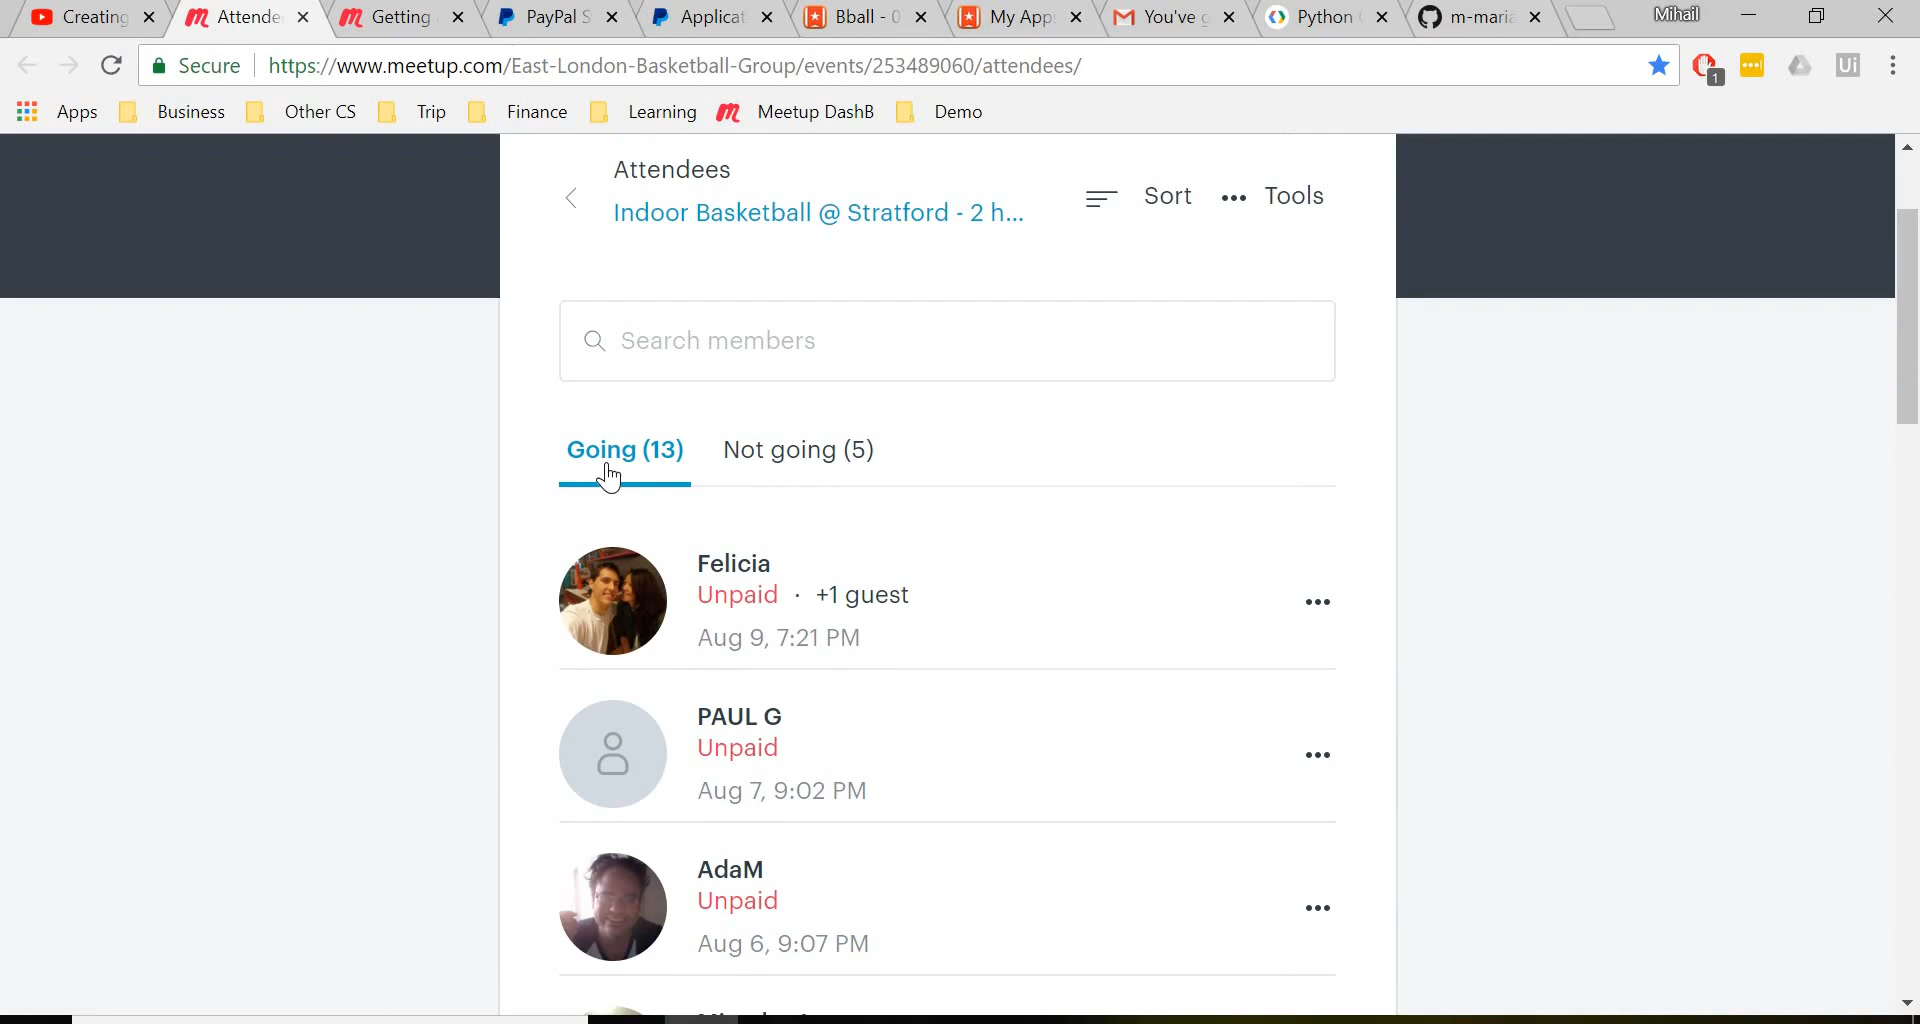 Creating
Attende
Getting
PayPal S
Applicat
Bball - 0
My App
You've g
Python
m-maria
Mihail
Secure
https://www.meetup.com/East-London-Basketball-Group/events/253489060/attendees/
1
Ui
Apps
Business
Other CS
Trip
Finance
Learning
Meetup DashB
Demo
Attendees
Indoor Basketball @ Stratford - 2 h...
Sort
Tools
Search members
Going (13)
Not going (5)
Felicia
Unpaid · +1 guest
Aug 9, 7:21 PM
PAUL G
Unpaid
Aug 7, 9:02 PM
AdaM
Unpaid
Aug 6, 9:07 PM